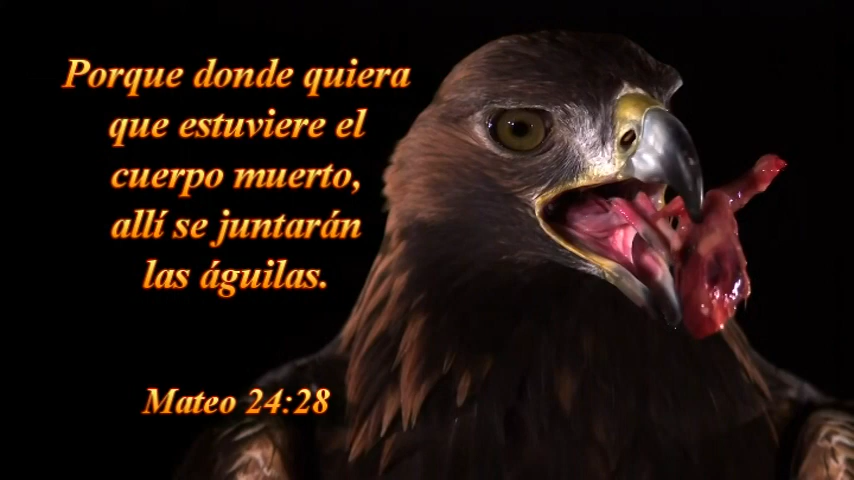 Porque donde quiera
que estuviere el
cuerpo muerto,
allí se juntarán
las águilas.
Mateo 24:28